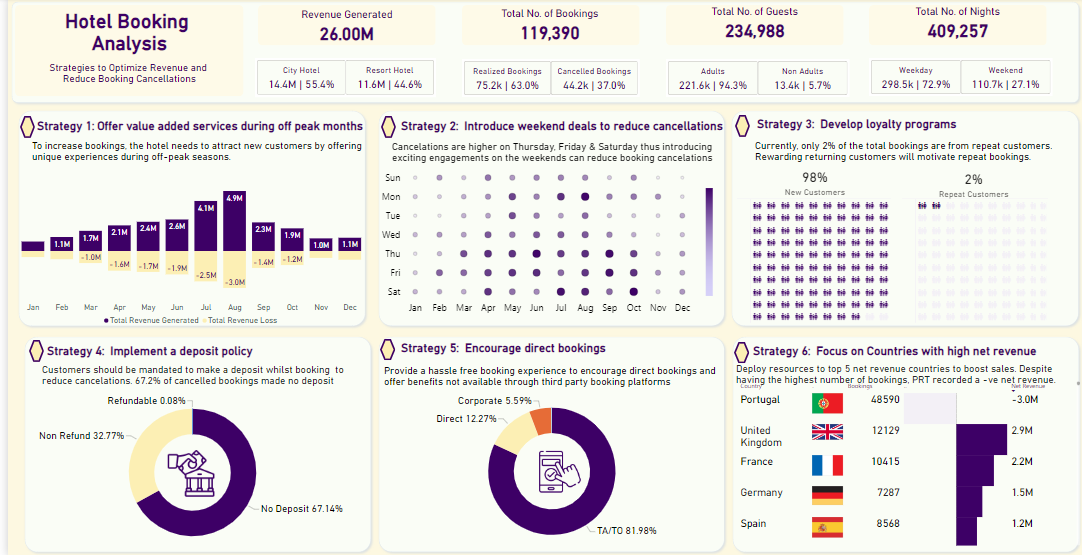 Hotel Booking
Analysis
Strategies to Optimize Revenue and
Reduce Booking Cancellations
Revenue Generated
26.00M
City Hotel
14.4M | 55.4%
Resort Hotel
11.6M | 44.6%
Total No. of Bookings
119,390
Realized Bookings
75.2k | 63.0%
Cancelled Bookings
44.2k | 37.0%
Total No. of Guests
234,988
Adults
221.6k | 94.3%
Non Adults
13.4k | 5.7%
Total No. of Nights
409,257
Weekday
298.5k | 72.9%
Weekend
110.7k | 27.1%
Strategy 1: Offer value added services during off peak months
To increase bookings, the hotel needs to attract new customers by offering
unique experiences during off-peak seasons.
1.1M
1.7M
2.1M
2.4M
2.6M
4.1M
4.9M
2.3M
1.9M
1.0M
1.1M
-1.0M
-1.6M
-1.7M
-1.9M
-2.5M
-3.0M
-1.4M
-1.2M
Jan Feb Mar Apr May Jun Jul Aug Sep Oct Nov Dec
Total Revenue Generated Total Revenue Loss
Strategy 2: Introduce weekend deals to reduce cancellations
Cancelations are higher on Thursday, Friday & Saturday thus introducing
exciting engagements on the weekends can reduce booking cancelations
Sun
Mon
Tue
Wed
Thu
Fri
Sat
Jan Feb Mar Apr May Jun Jul Aug Sep Oct Nov Dec
Strategy 3: Develop loyalty programs
Currently, only 2% of the total bookings are from repeat customers.
Rewarding returning customers will motivate repeat bookings.
98%
New Customers
2%
Repeat Customers
Strategy 4: Implement a deposit policy
Customers should be mandated to make a deposit whilst booking to
reduce cancelations. 67.2% of cancelled bookings made no deposit
Refundable 0.08%
Non Refund 32.77%
No Deposit 67.14%
Strategy 5: Encourage direct bookings
Provide a hassle free booking experience to encourage direct bookings and
offer benefits not available through third party booking platforms
Corporate 5.59%
Direct 12.27%
TA/TO 81.98%
Strategy 6: Focus on Countries with high net revenue
Deploy resources to top 5 net revenue countries to boost sales. Despite
having the highest number of bookings, PRT recorded a -ve net revenue.
Country Bookings Net Revenue
Portugal 48590 -3.0M
United
Kingdom 12129 2.9M
France 10415 2.2M
Germany 7287 1.5M
Spain 8568 1.2M